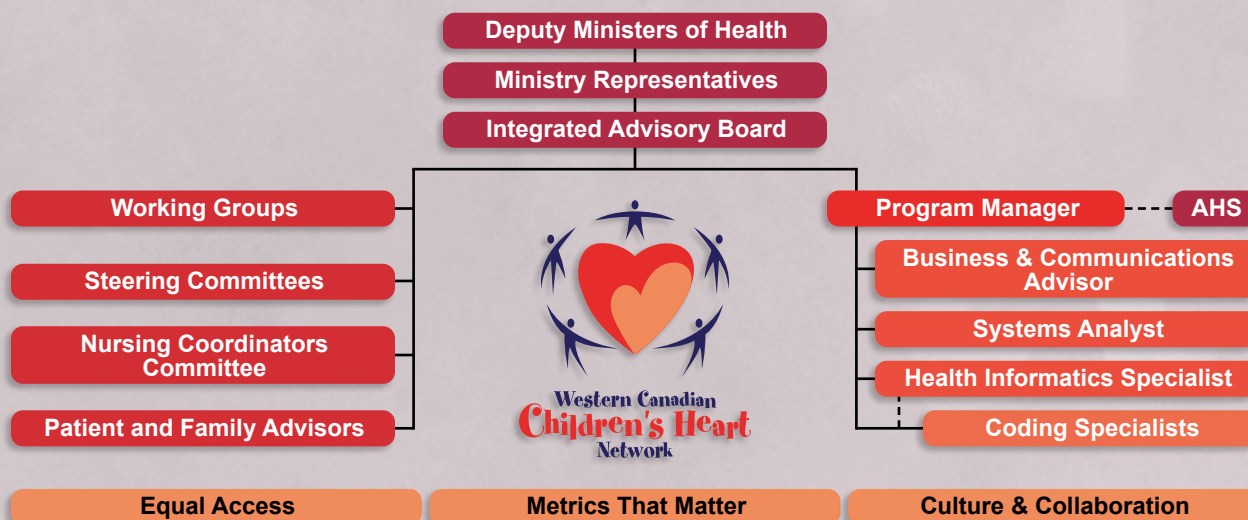 Deputy Ministers of Health
Ministry Representatives
Integrated Advisory Board
Working Groups
Steering Committees
Nursing Coordinators
Committee
Patient and Family Advisors
Program Manager
AHS
Business & Communications
Advisor
Systems Analyst
Health Informatics Specialist
Coding Specialists
Western Canadian
Children's Heart
Network
Equal Access
Metrics That Matter
Culture & Collaboration